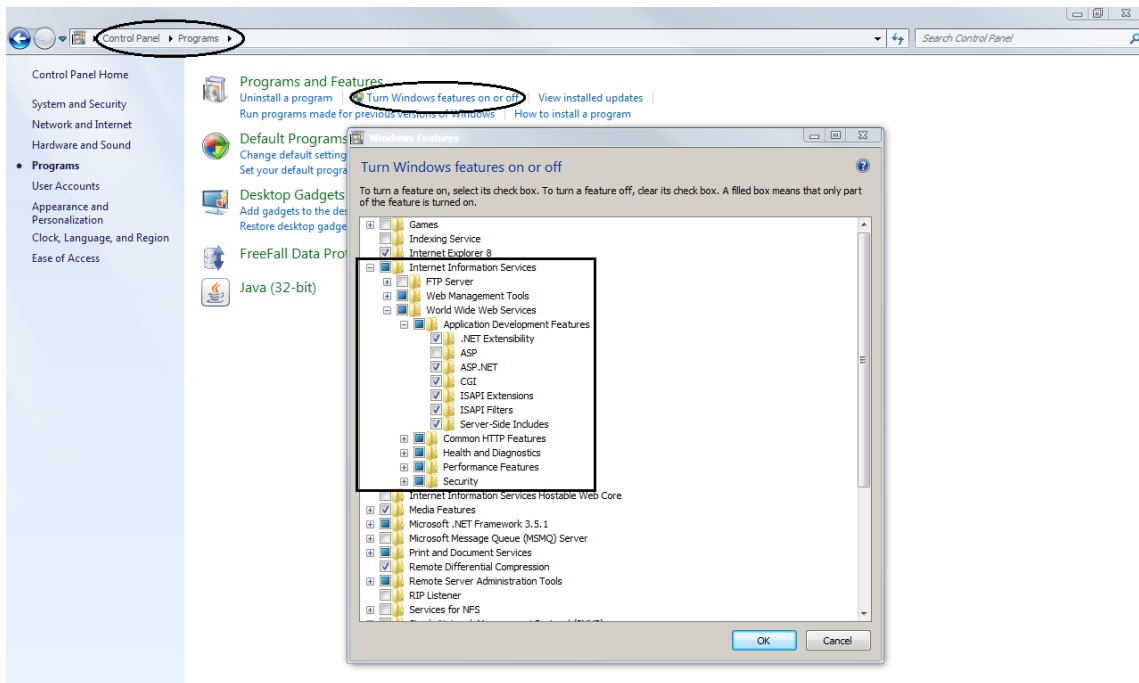 Control Panel ▸ Programs ▸
Search Control Panel
Control Panel Home
System and Security
Network and Internet
Hardware and Sound
Programs
User Accounts
Appearance and
Personalization
Clock, Language, and Region
Ease of Access
Programs and Features
Uninstall a program
Turn Windows features on or off
View installed updates
Run programs made for previous versions of Windows
How to install a program
Default Programs
Change default setting
Set your default progra
Desktop Gadgets
Add gadgets to the des
Restore desktop gadge
FreeFall Data Prot
Java (32-bit)
Windows Features
Turn Windows features on or off
To turn a feature on, select its check box. To turn a feature off, clear its check box. A filled box means that only part
of the feature is turned on.
Games
Indexing Service
Internet Explorer 8
Internet Information Services
FTP Server
Web Management Tools
World Wide Web Services
Application Development Features
.NET Extensibility
ASP
ASP.NET
CGI
ISAPI Extensions
ISAPI Filters
Server-Side Includes
Common HTTP Features
Health and Diagnostics
Performance Features
Security
Internet Information Services Hostable Web Core
Media Features
Microsoft .NET Framework 3.5.1
Microsoft Message Queue (MSMQ) Server
Print and Document Services
Remote Differential Compression
Remote Server Administration Tools
RIP Listener
Services for NFS
OK
Cancel